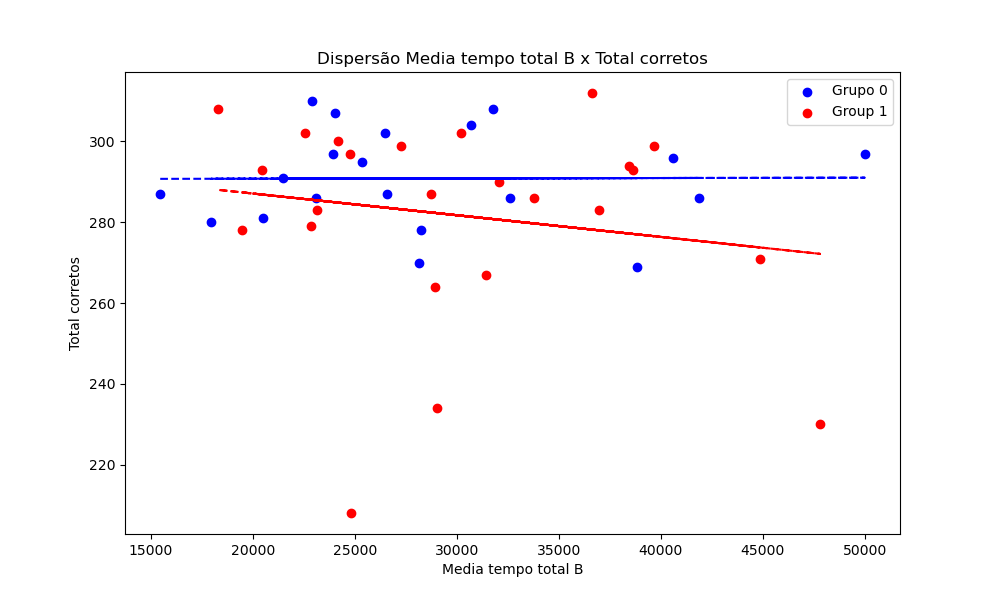 Dispersão Media tempo total B x Total corretos
Grupo 0
Group 1
300
280
260
240
220
Total corretos
15000 20000 25000 30000 35000 40000 45000 50000
Media tempo total B